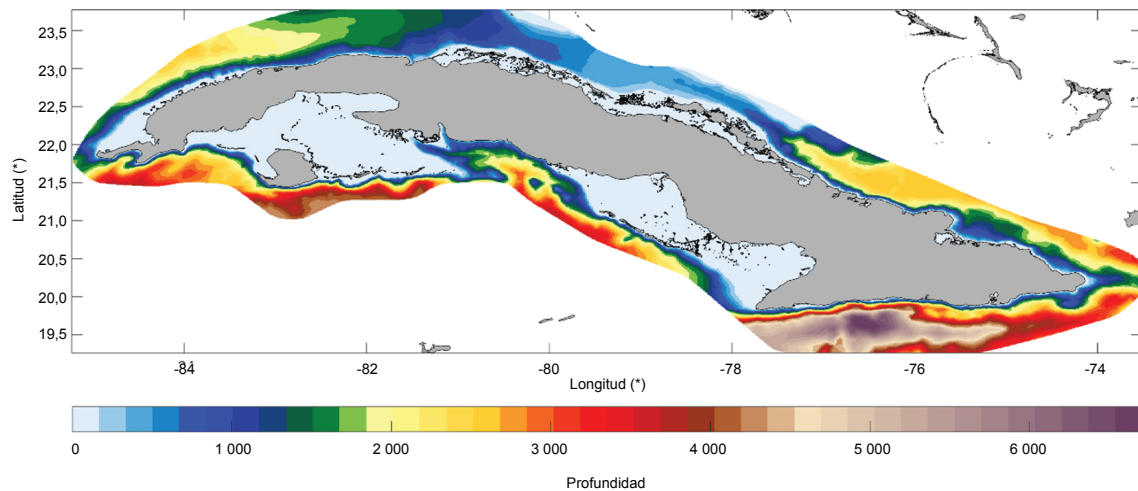 23,5
23,0
22,5
22,0
21,5
21,0
20,5
20,0
19,5
Latitud (*)
-84 -82 -80 -78 -76 -74
Longitud (*)
0 1 000 2 000 3 000 4 000 5 000 6 000
Profundidad